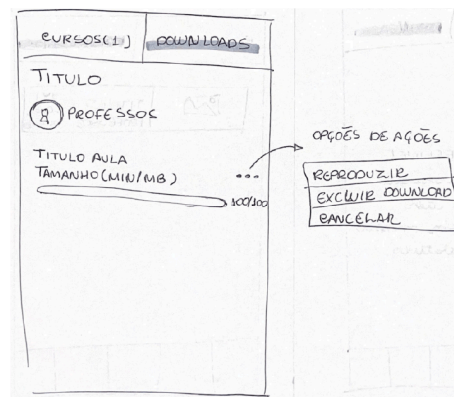 CURSOS(1)
DOWNLOADS
TITULO
PROFESSOR
TITULO AULA
TAMANHO (MIN/MB)
...
100/100
OPÇÕES DE AÇÕES
REPRODUZIR
EXCLUIR DOWNLOAD
CANCELAR